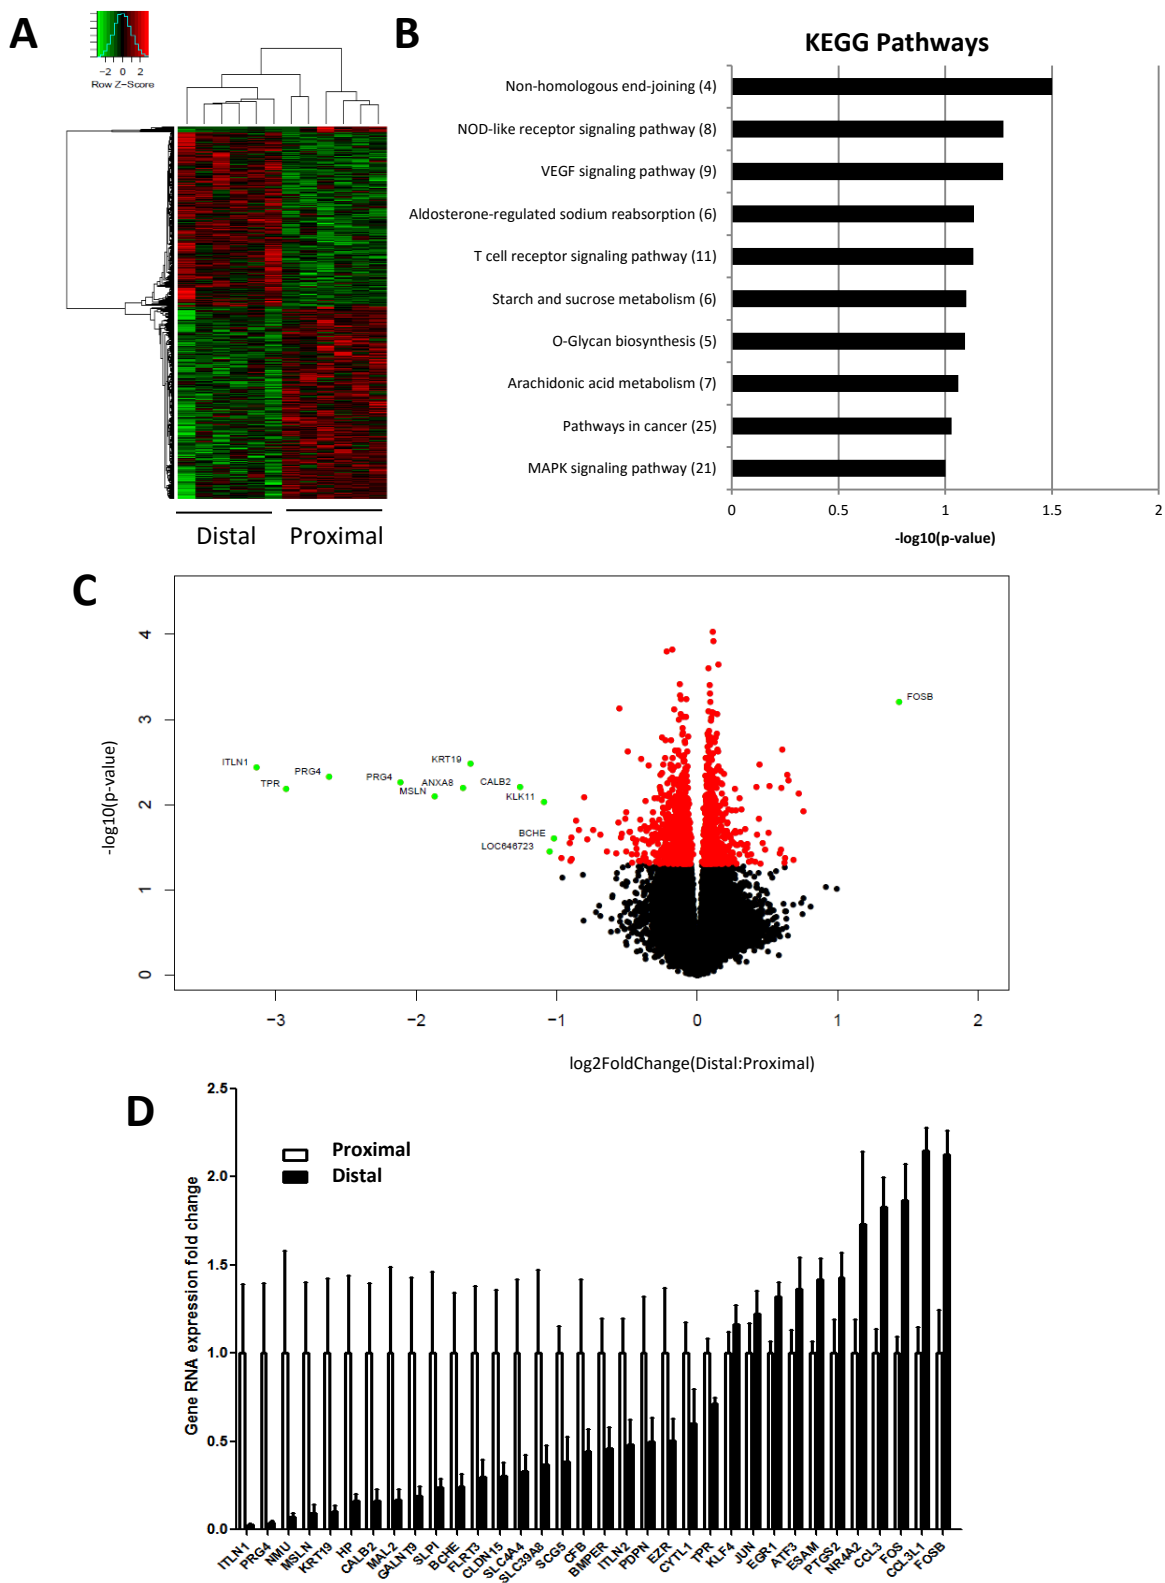 A
−2 0 2
Row Z−Score
Distal Proximal
B
KEGG Pathways
Non-homologous end-joining (4)
NOD-like receptor signaling pathway (8)
VEGF signaling pathway (9)
Aldosterone-regulated sodium reabsorption (6)
T cell receptor signaling pathway (11)
Starch and sucrose metabolism (6)
O-Glycan biosynthesis (5)
Arachidonic acid metabolism (7)
Pathways in cancer (25)
MAPK signaling pathway (21)
0 0.5 1 1.5 2
-log10(p-value)
C
-log10(p-value)
4
3
2
1
0
FOSB
ITLN1
TPR
PRG4
PRG4
KRT19
ANXA8
MSLN
CALB2
KLK11
BCHE
LOC646723
−3 −2 −1 0 1 2
log2FoldChange(Distal:Proximal)
D
Gene RNA expression fold change
2.5
2.0
1.5
1.0
0.5
0.0
Proximal
Distal
ITLN1
PRG4
NMU
MSLN
KRT19
HP
CALB2
MAL2
GALNT9
SLPI
BCHE
FLRT3
CLDN15
SLC4A4
SLC39A8
SCG5
CFB
BMPER
ITLN2
PDPN
EZR
CYTL1
TPR
KLF4
JUN
EGR1
ATF3
ESAM
PTGS2
NR4A2
CCL3
FOS
CCL3L1
FOSB